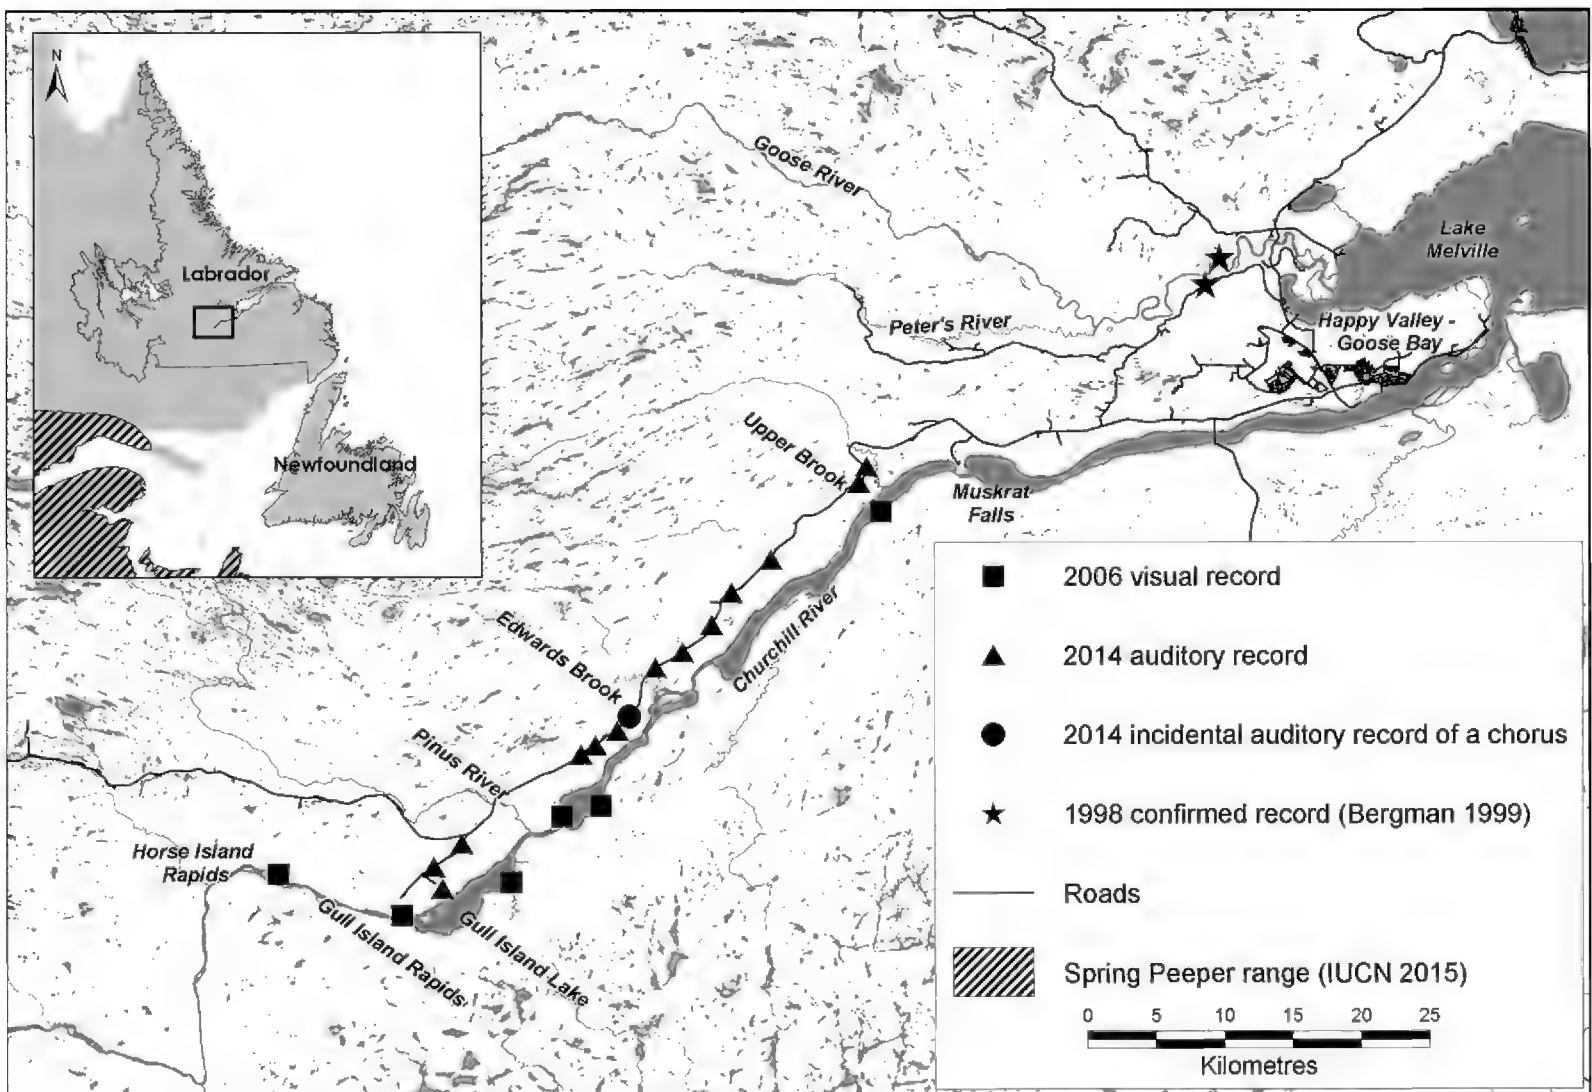 N
Labrador
Newfoundland
Goose River
Lake
Melville
Peter's River
Happy Valley -
Goose Bay
Upper Brook
Muskrat
Falls
Churchill River
Edwards Brook
Pinus River
Horse Island
Rapids
Gull Island Rapids
Gull Island Lake
2006 visual record
2014 auditory record
2014 incidental auditory record of a chorus
1998 confirmed record (Bergman 1999)
Roads
Spring Peeper range (IUCN 2015)
0 5 10 15 20 25
Kilometres